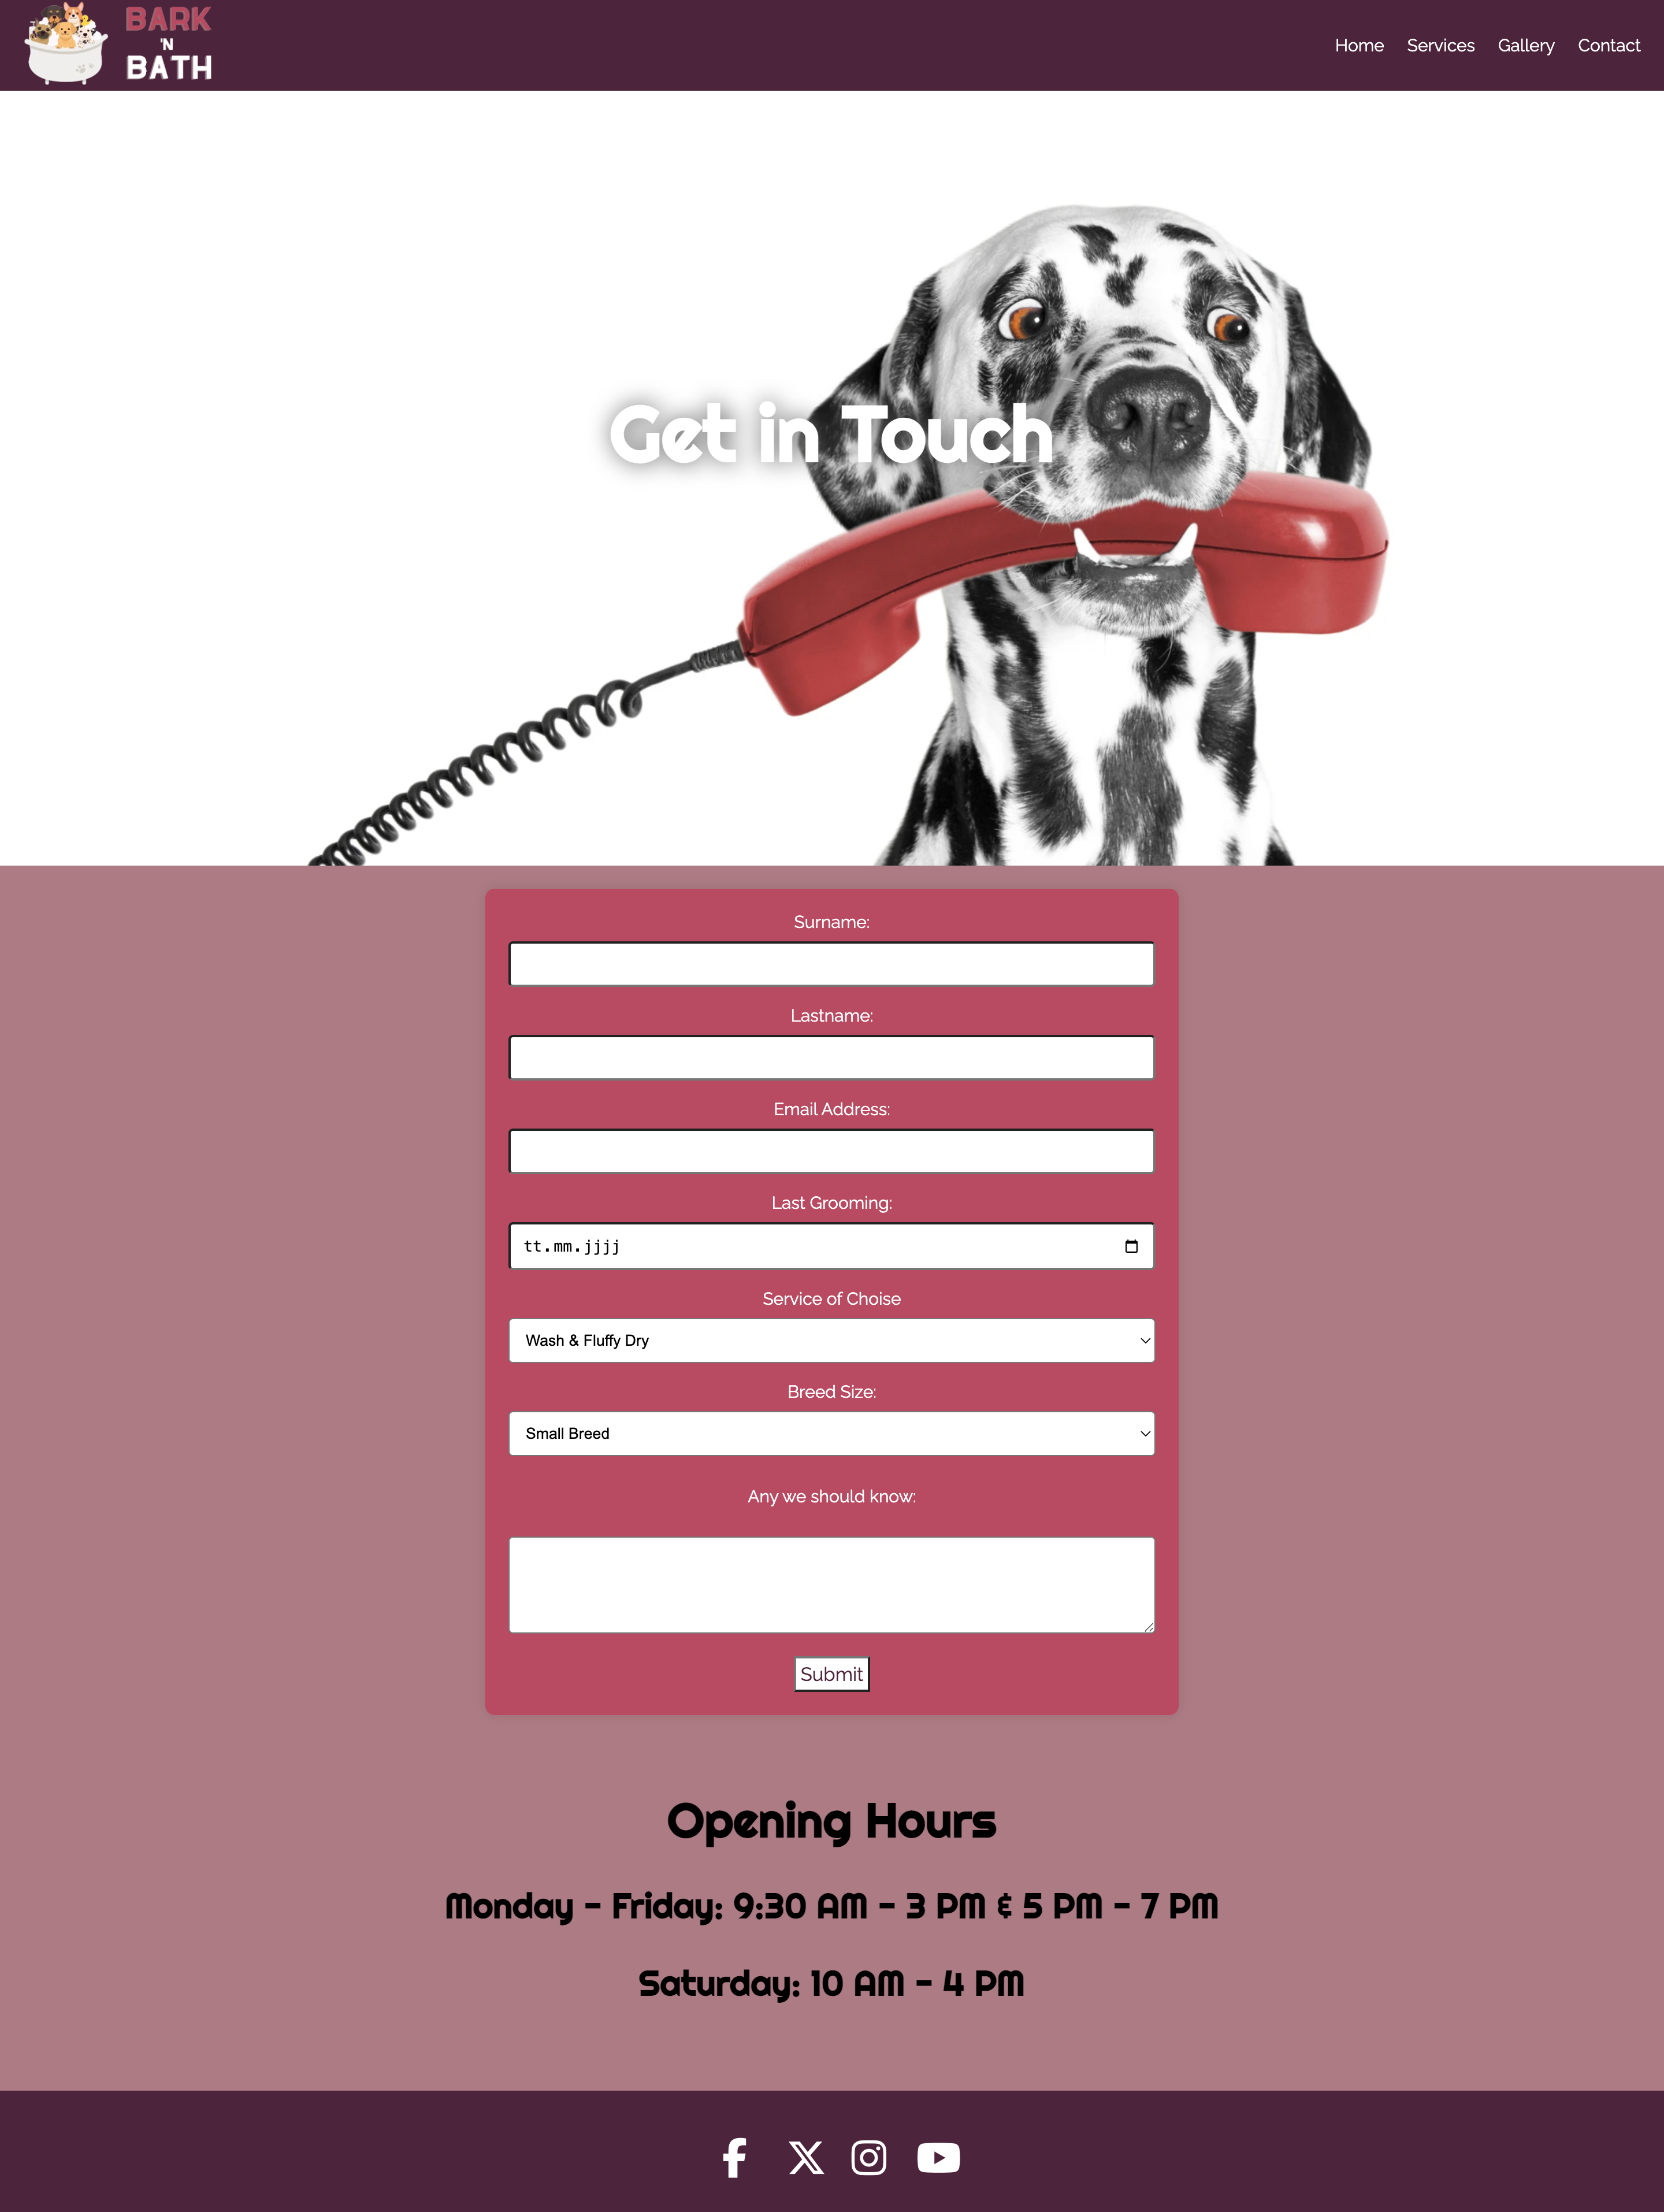 BARK
'N
BATH
Home Services Gallery Contact
Get in Touch
Surname:
Lastname:
Email Address:
Last Grooming:
tt.mm.jjjj
Service of Choise
Wash & Fluffy Dry
Breed Size:
Small Breed
Any we should know:
Submit
Opening Hours
Monday - Friday: 9:30 AM - 3 PM & 5 PM - 7 PM
Saturday: 10 AM - 4 PM